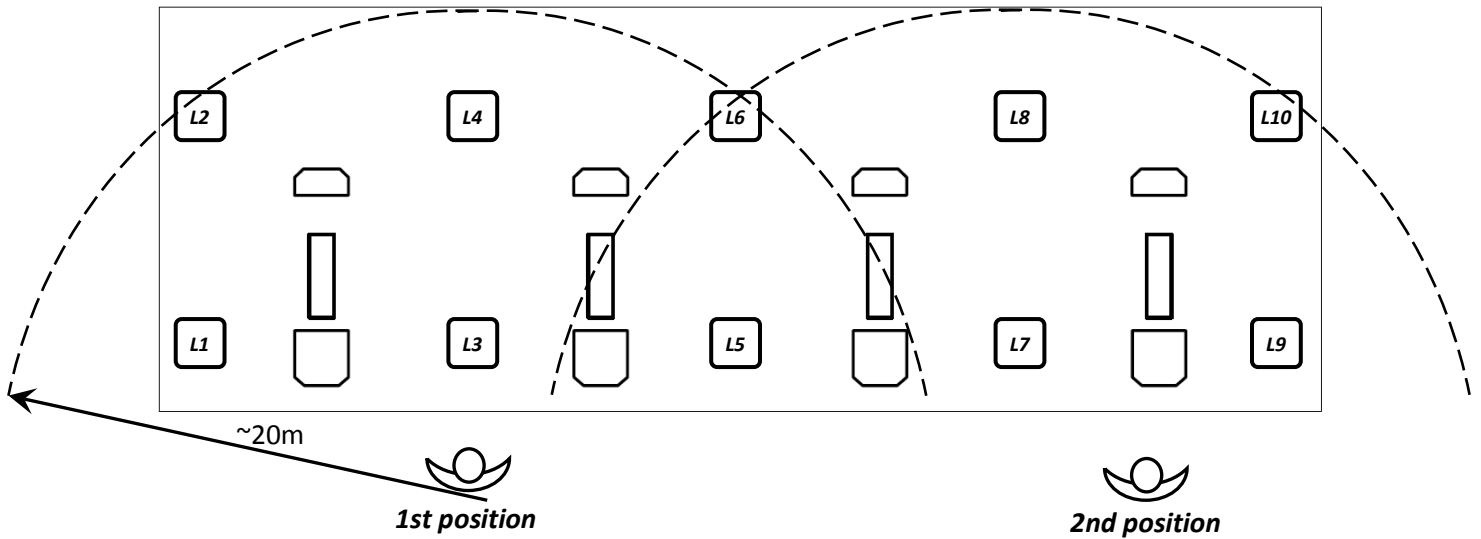 L2
L4
L6
L8
L10
L1
L3
L5
L7
L9
~20m
1st position
2nd position